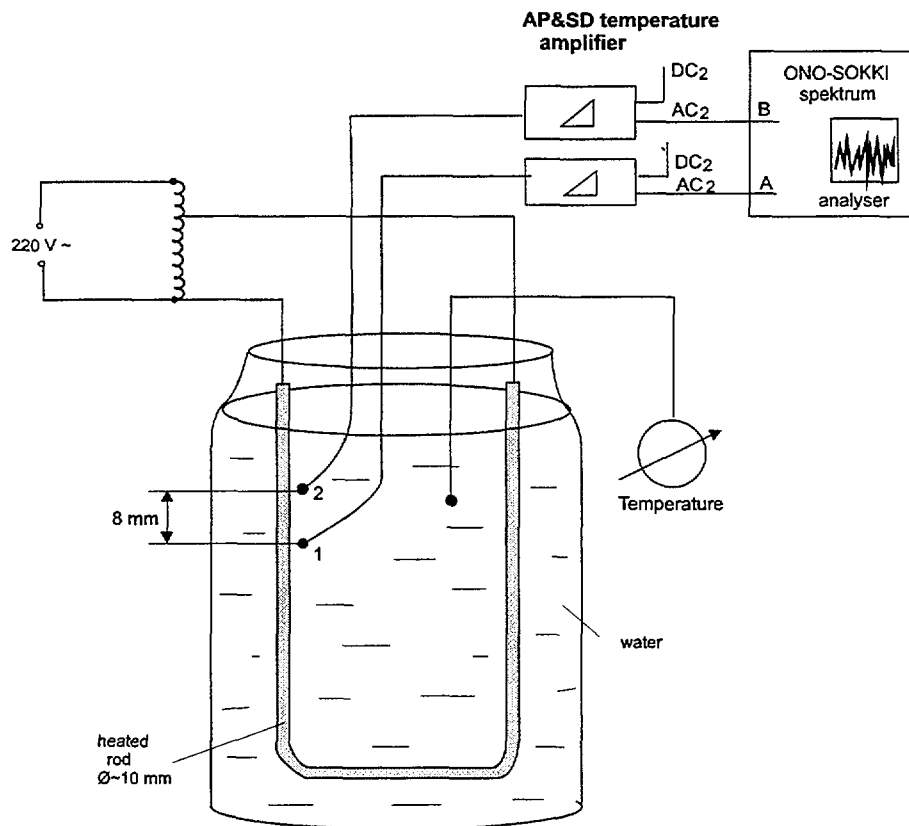 AP&SD temperature
amplifier
DC2
AC2
B
DC2
AC2
A
ONO-SOKKI
spektrum
analyser
220 V ~
2
8 mm
1
Temperature
water
heated
rod
Ø~10 mm